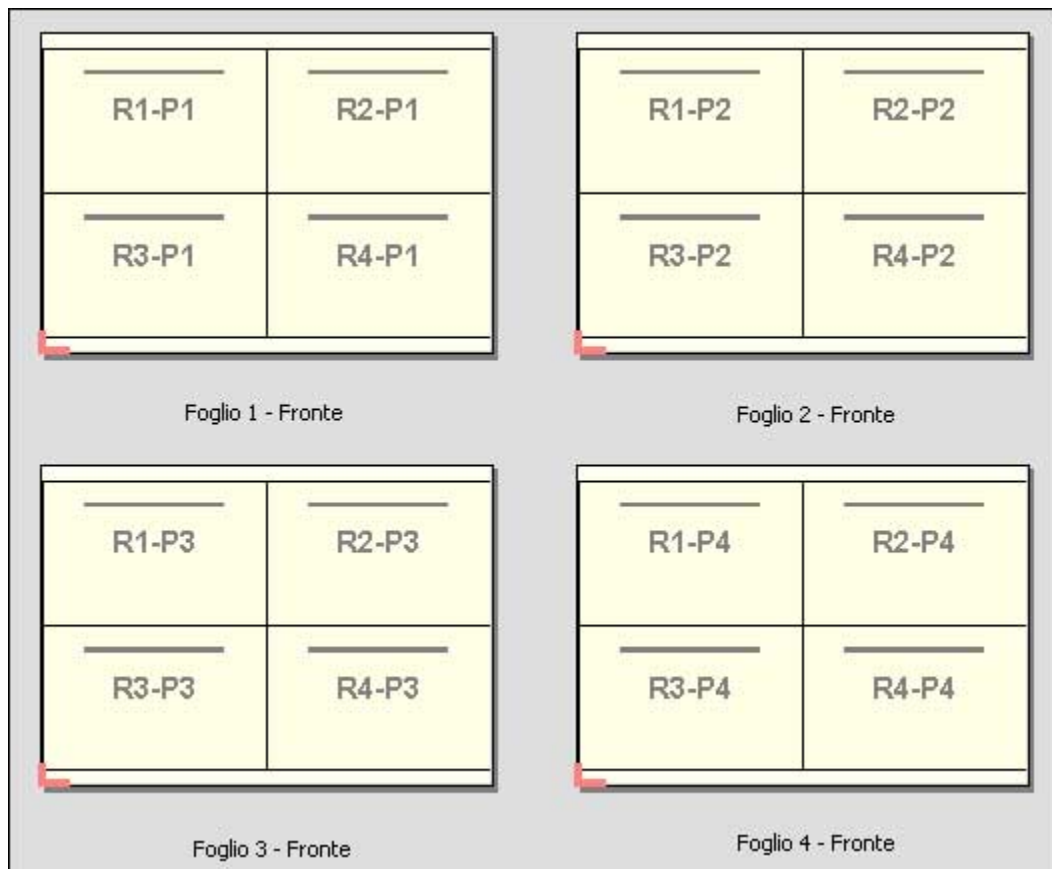 R1-P1 R2-P1
R3-P1 R4-P1
Foglio 1 - Fronte
R1-P2 R2-P2
R3-P2 R4-P2
Foglio 2 - Fronte
R1-P3 R2-P3
R3-P3 R4-P3
Foglio 3 - Fronte
R1-P4 R2-P4
R3-P4 R4-P4
Foglio 4 - Fronte